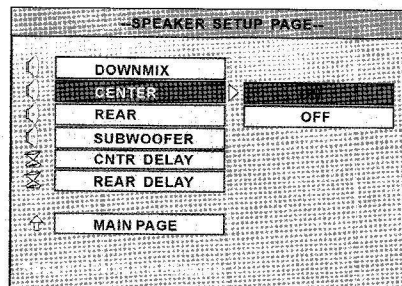 --SPEAKER SETUP PAGE--
DOWNMIX
CENTER
REAR
OFF
SUBWOOFER
CNTR DELAY
REAR DELAY
MAIN PAGE